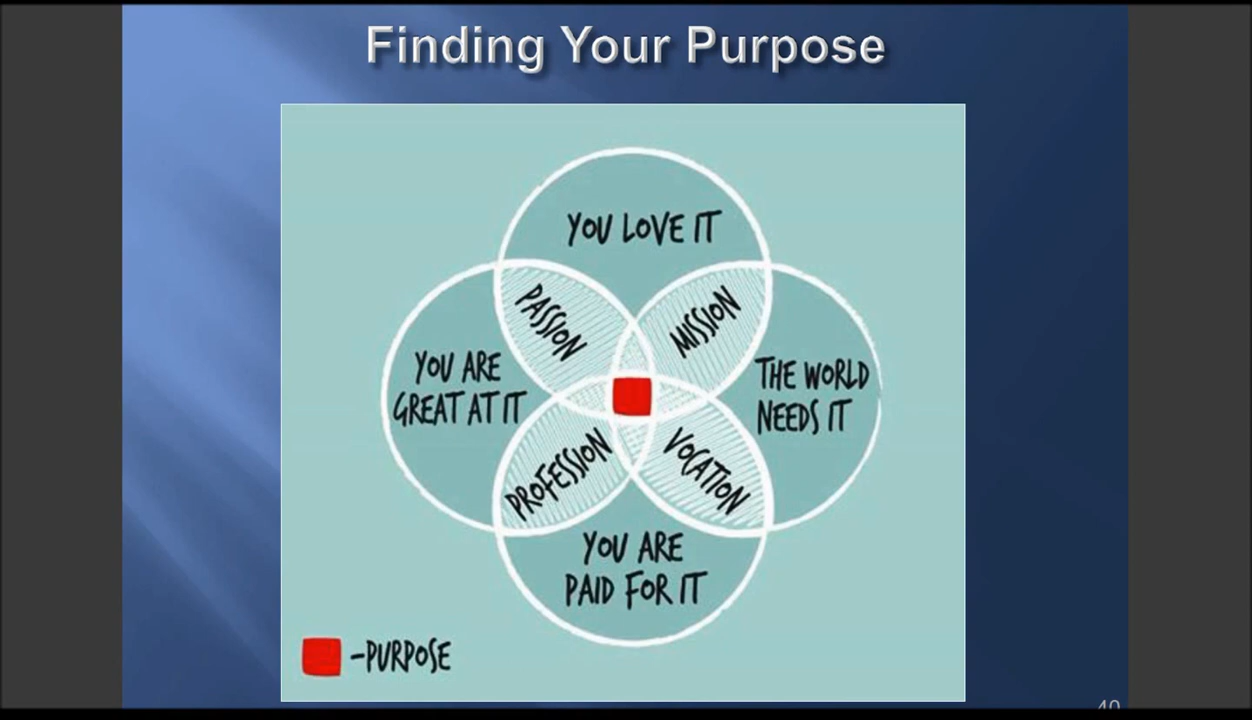 Finding Your Purpose
YOU LOVE IT
PASSION
MISSION
YOU ARE
GREAT AT IT
THE WORLD
NEEDS IT
PROFESSION
VOCATION
YOU ARE
PAID FOR IT
-PURPOSE
40